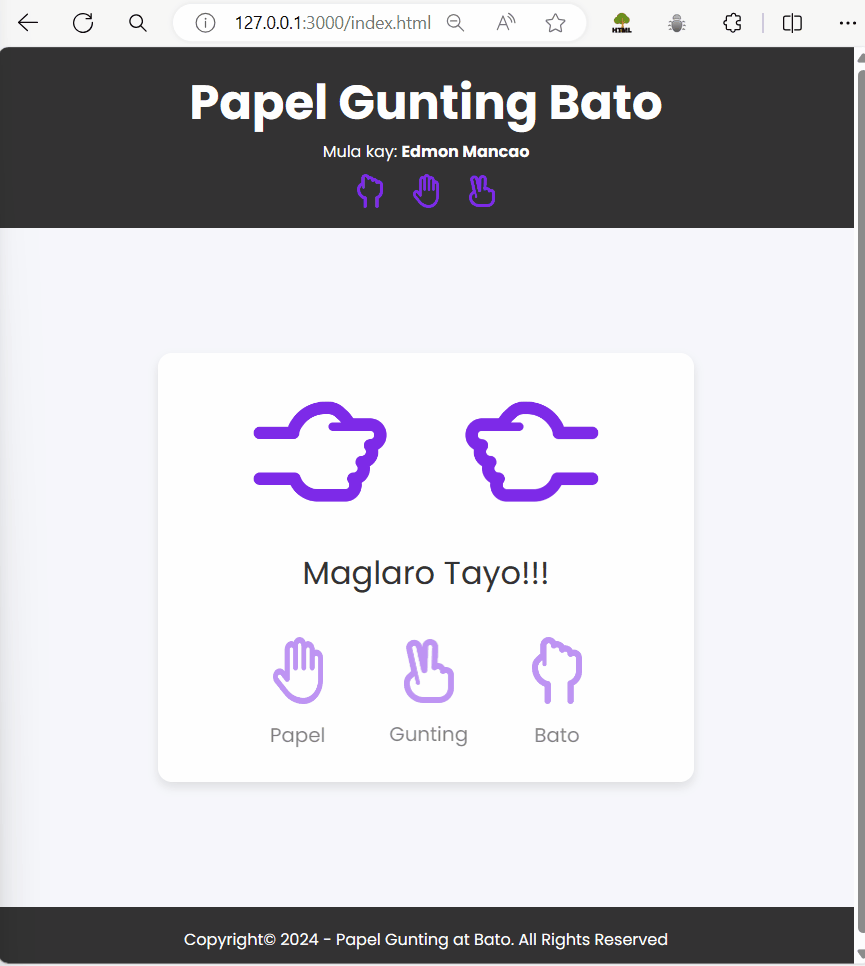 127.0.0.1:3000/index.html
HTML
Papel Gunting Bato
Mula kay: Edmon Mancao
Maglaro Tayo!!!
Papel
Gunting
Bato
Copyright© 2024 - Papel Gunting at Bato. All Rights Reserved